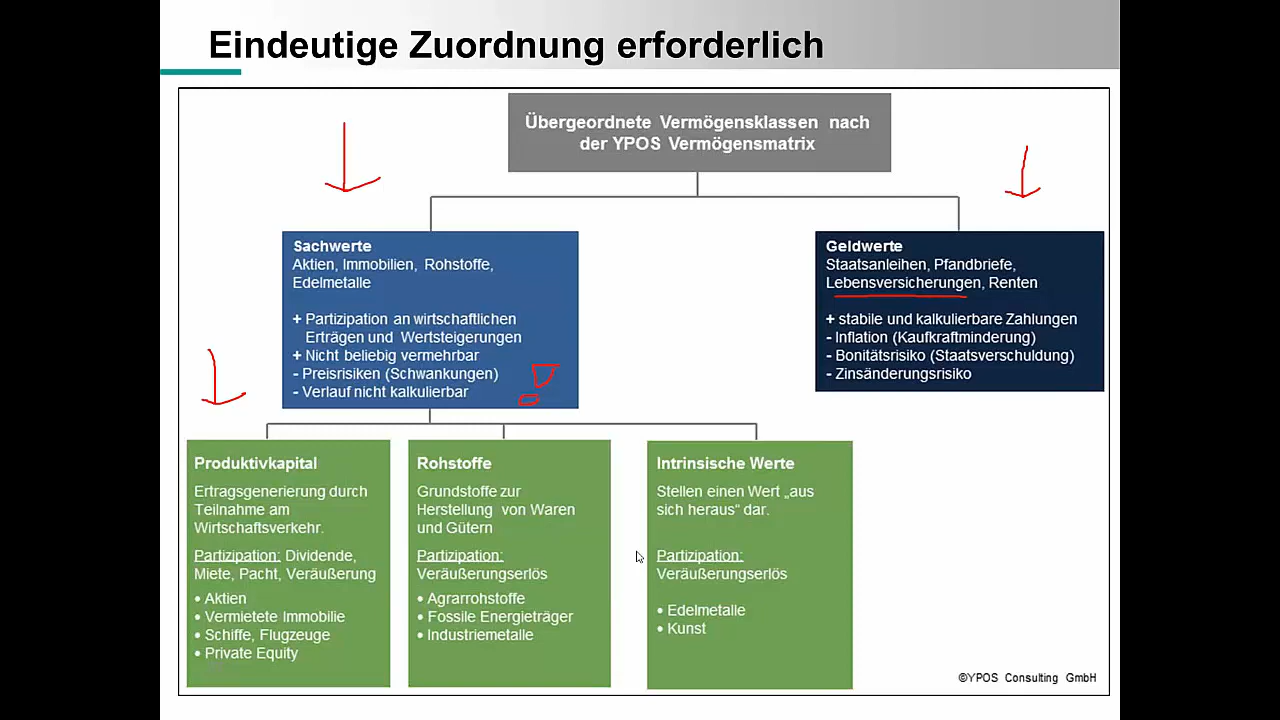 Eindeutige Zuordnung erforderlich
Übergeordnete Vermögensklassen nach
der YPOS Vermögensmatrix
Sachwerte
Aktien, Immobilien, Rohstoffe,
Edelmetalle
+ Partizipation an wirtschaftlichen
Erträgen und Wertsteigerungen
+ Nicht beliebig vermehrbar
- Preisrisiken (Schwankungen)
- Verlauf nicht kalkulierbar
Geldwerte
Staatsanleihen, Pfandbriefe,
Lebensversicherungen, Renten
+ stabile und kalkulierbare Zahlungen
- Inflation (Kaufkraftminderung)
- Bonitätsrisiko (Staatsverschuldung)
- Zinsänderungsrisiko
Produktivkapital
Ertragsgenerierung durch
Teilnahme am
Wirtschaftsverkehr.
Partizipation: Dividende,
Miete, Pacht, Veräußerung
• Aktien
• Vermietete Immobilie
• Schiffe, Flugzeuge
• Private Equity
Rohstoffe
Grundstoffe zur
Herstellung von Waren
und Gütern
Partizipation:
Veräußerungserlös
• Agrarrohstoffe
• Fossile Energieträger
• Industriemetalle
Intrinsische Werte
Stellen einen Wert „aus
sich heraus“ dar.
Partizipation:
Veräußerungserlös
• Edelmetalle
• Kunst
©YPOS Consulting GmbH